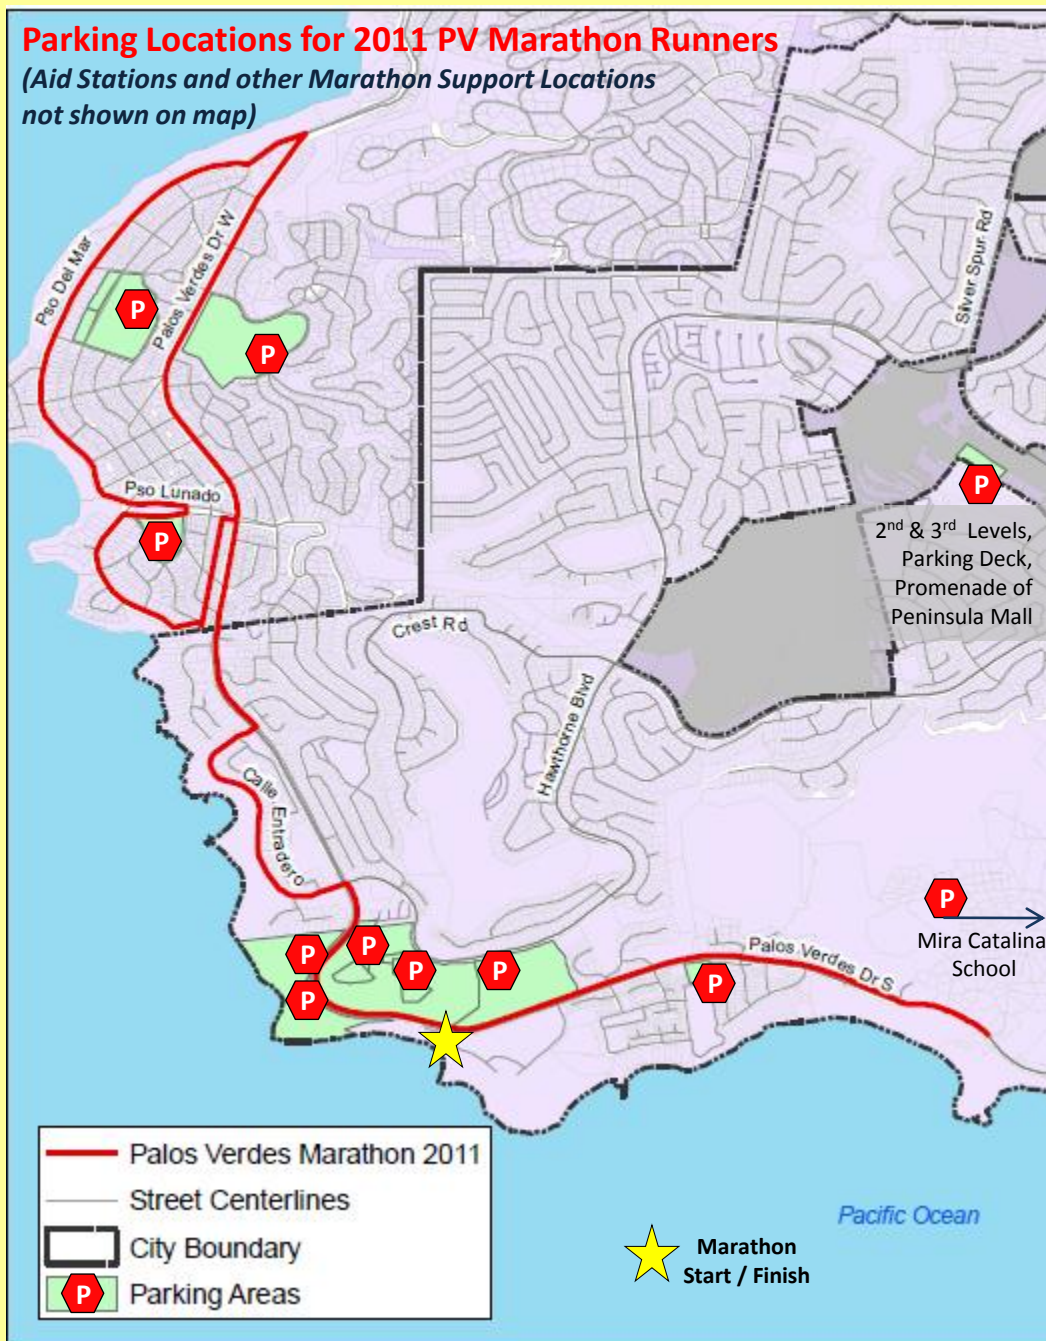 Parking Locations for 2011 PV Marathon Runners
(Aid Stations and other Marathon Support Locations
not shown on map)
Pso Del Mar
Palos Verdes Dr W
Silver Spur Rd
P
P
Pso Lunado
P
P
2nd & 3rd Levels,
Parking Deck,
Promenade of
Peninsula Mall
Crest Rd
Hawthorne Blvd
Calle Entradero
P
Mira Catalina
School
P
P
P
P
P
Palos Verdes Dr S
P
Palos Verdes Marathon 2011
Street Centerlines
City Boundary
P
Parking Areas
Pacific Ocean
Marathon
Start / Finish